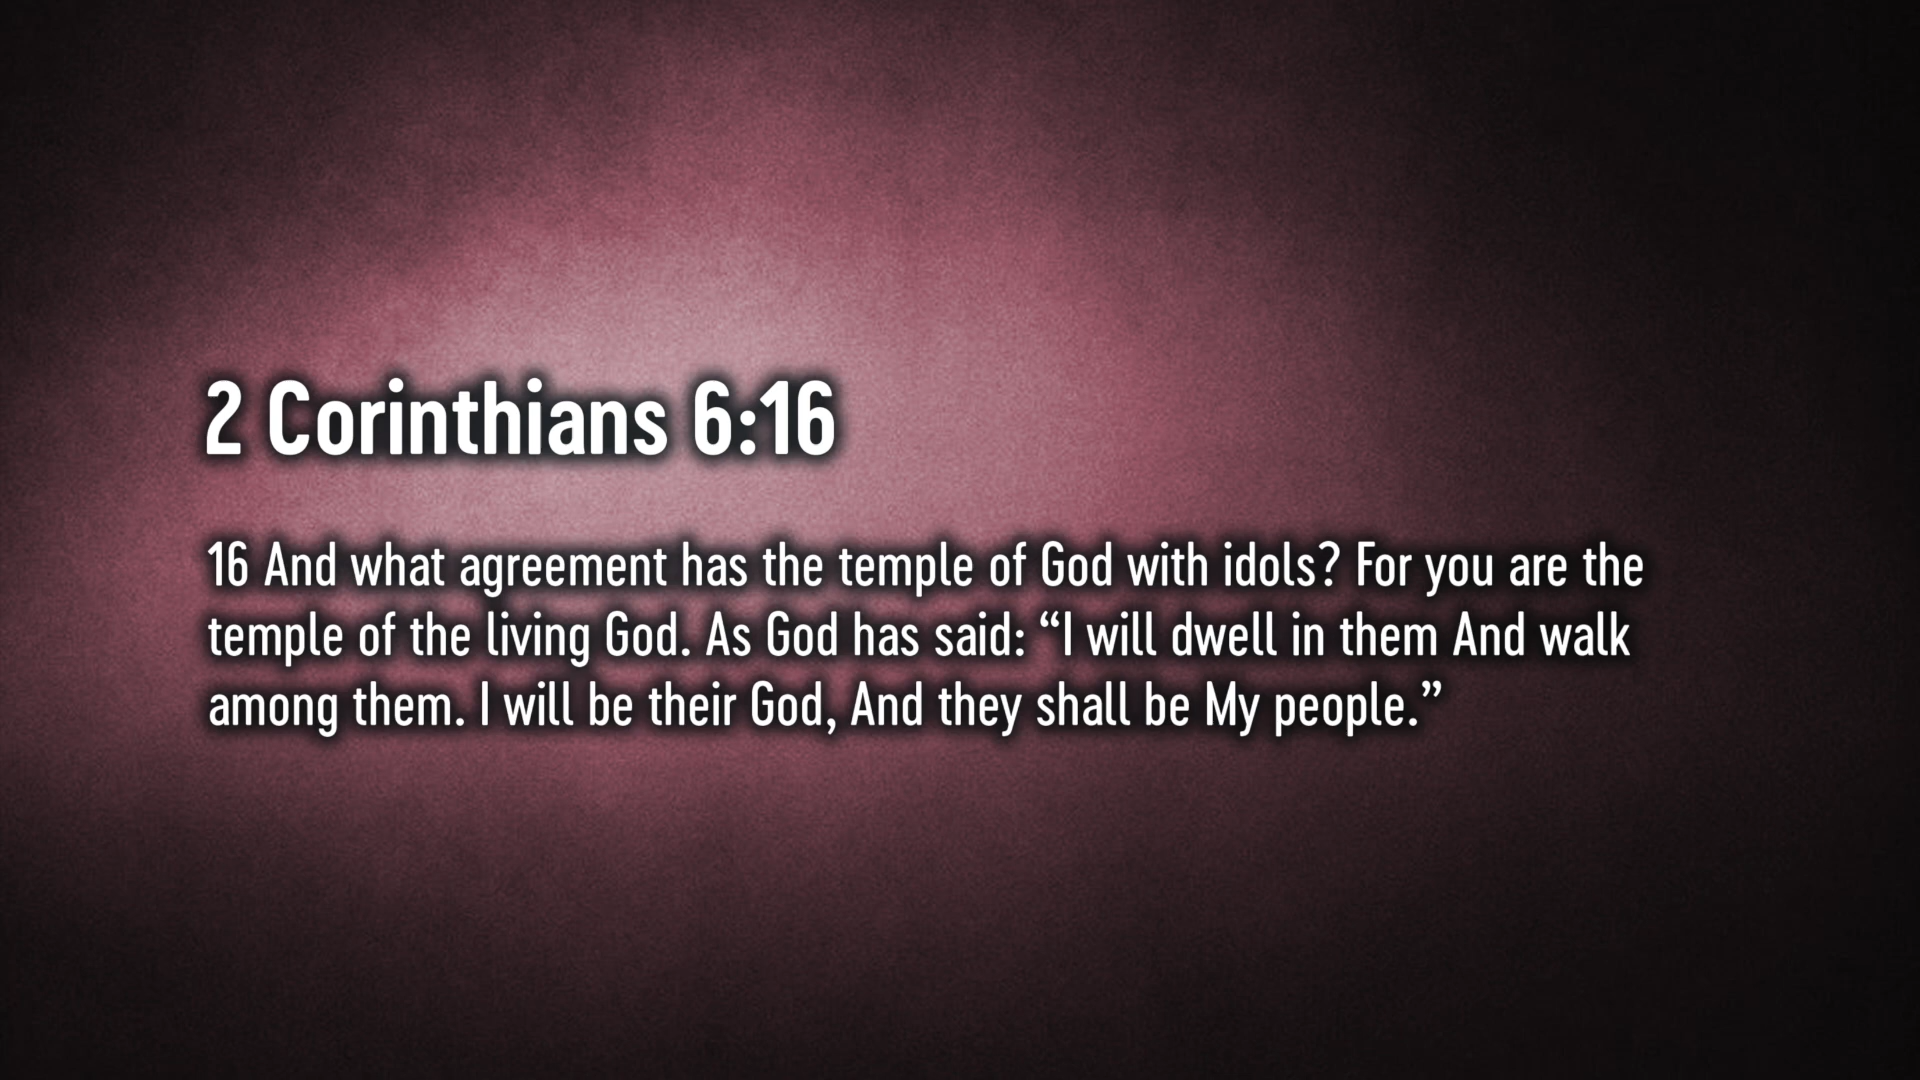 2 Corinthians 6:16
16 And what agreement has the temple of God with idols? For you are the
temple of the living God. As God has said: “I will dwell in them And walk
among them. I will be their God, And they shall be My people.”